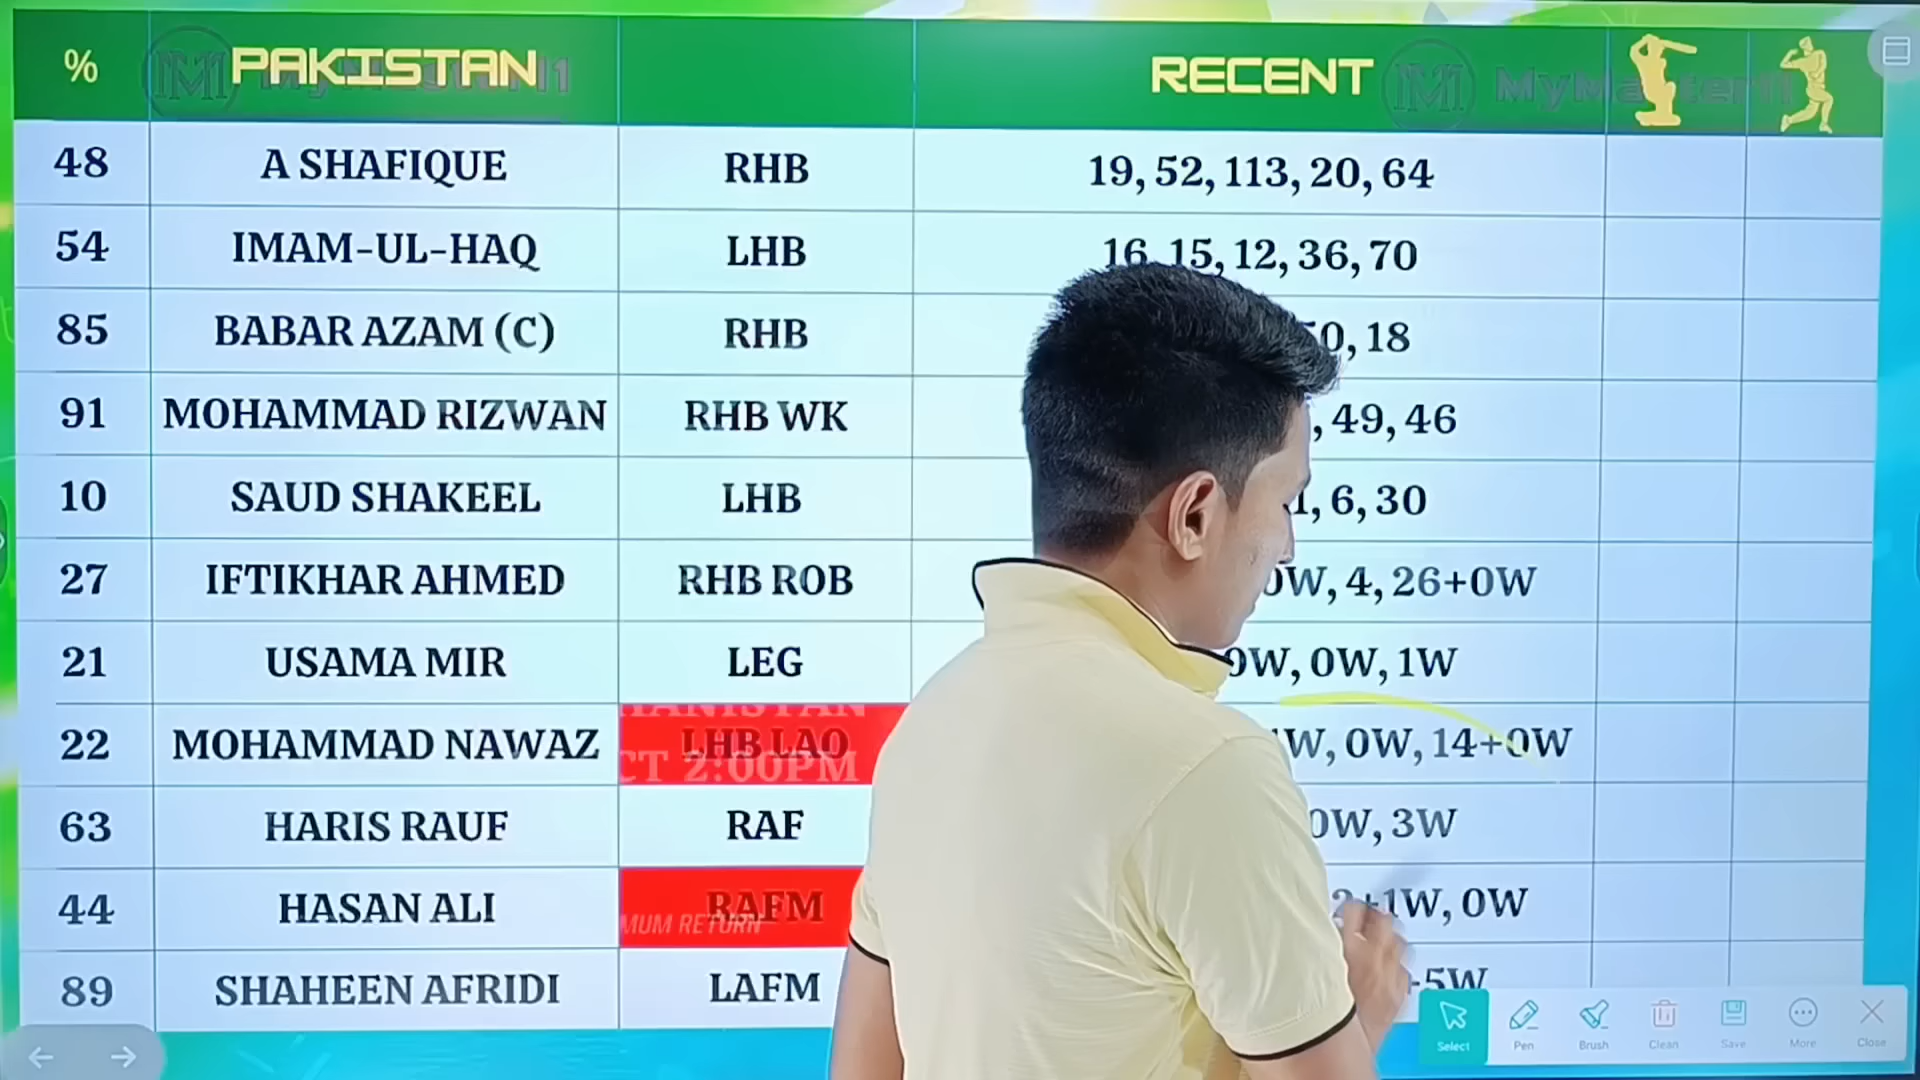 % PAKISTAN RECENT
48 A SHAFIQUE RHB 19, 52, 113, 20, 64
54 IMAM-UL-HAQ LHB 16, 15, 12, 36, 70
85 BABAR AZAM (C) RHB 0, 18
91 MOHAMMAD RIZWAN RHB WK , 49, 46
10 SAUD SHAKEEL LHB , 6, 30
27 IFTIKHAR AHMED RHB ROB 0W, 4, 26+0W
21 USAMA MIR LEG 0W, 0W, 1W
22 MOHAMMAD NAWAZ LHB LAO W, 0W, 14+0W
CT 2:00PM
63 HARIS RAUF RAF 0W, 3W
44 HASAN ALI RAFM +1W, 0W
MUM RETURN
89 SHAHEEN AFRIDI LAFM +5W
Select Pen Brush Clean Save More Close